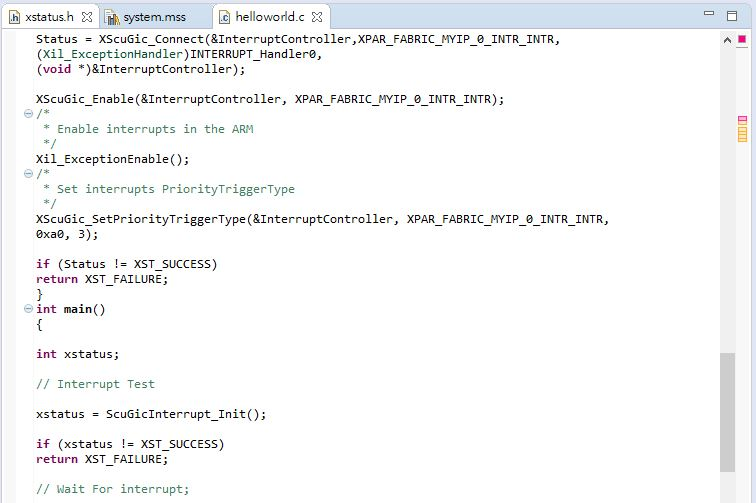 xstatus.h system.mss helloworld.c
Status = XScuGic_Connect(&InterruptController,XPAR_FABRIC_MYIP_0_INTR_INTR,
(Xil_ExceptionHandler)INTERRUPT_Handler0,
(void *)&InterruptController);
XScuGic_Enable(&InterruptController, XPAR_FABRIC_MYIP_0_INTR_INTR);
/*
* Enable interrupts in the ARM
*/
Xil_ExceptionEnable();
/*
* Set interrupts PriorityTriggerType
*/
XScuGic_SetPriorityTriggerType(&InterruptController, XPAR_FABRIC_MYIP_0_INTR_INTR,
0xa0, 3);
if (Status != XST_SUCCESS)
return XST_FAILURE;
}
int main()
{
int xstatus;
// Interrupt Test
xstatus = ScuGicInterrupt_Init();
if (xstatus != XST_SUCCESS)
return XST_FAILURE;
// Wait For interrupt;